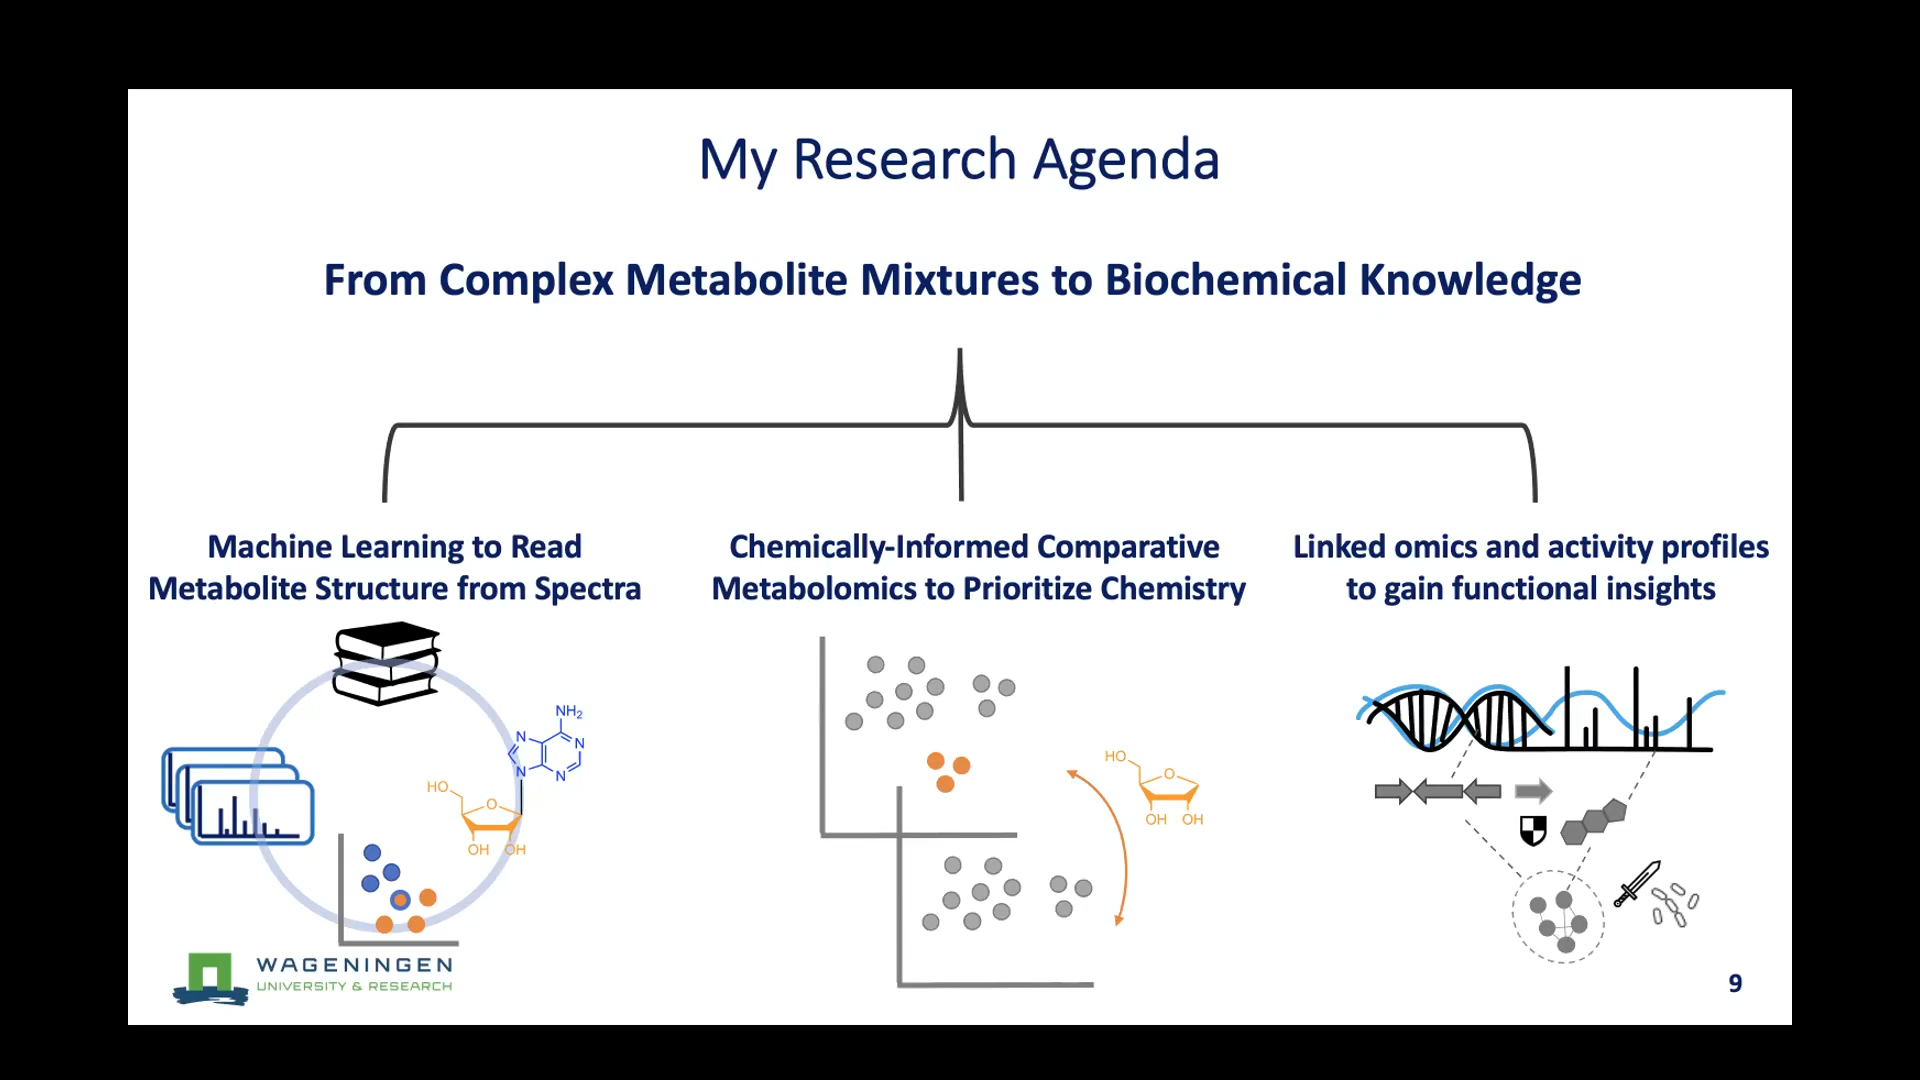 My Research Agenda
From Complex Metabolite Mixtures to Biochemical Knowledge
Machine Learning to Read
Metabolite Structure from Spectra
Chemically-Informed Comparative
Metabolomics to Prioritize Chemistry
Linked omics and activity profiles
to gain functional insights
NH₂
N
N
N
N
HO
O
OH
OH
HO
O
OH
OH
WAGENINGEN
UNIVERSITY & RESEARCH
9